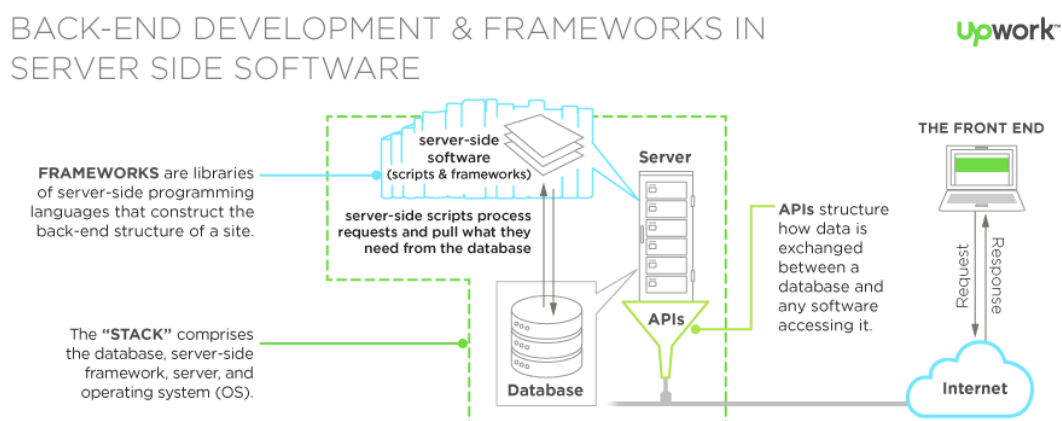 BACK-END DEVELOPMENT & FRAMEWORKS IN
SERVER SIDE SOFTWARE
Upwork™
FRAMEWORKS are libraries
of server-side programming
languages that construct the
back-end structure of a site.
The “STACK” comprises
the database, server-side
framework, server, and
operating system (OS).
server-side
software
(scripts & frameworks)
server-side scripts process
requests and pull what they
need from the database
Database
Server
APIs
APIs structure
how data is
exchanged
between a
database and
any software
accessing it.
THE FRONT END
Request
Response
Internet